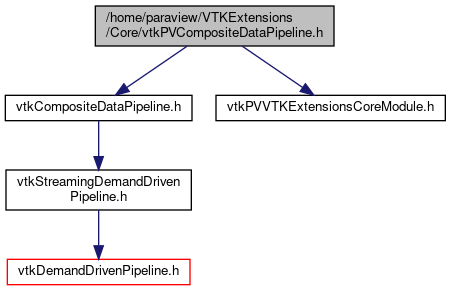 /home/paraview/VTKExtensions
/Core/vtkPVCompositeDataPipeline.h
vtkCompositeDataPipeline.h
vtkPVVTKExtensionsCoreModule.h
vtkStreamingDemandDriven
Pipeline.h
vtkDemandDrivenPipeline.h